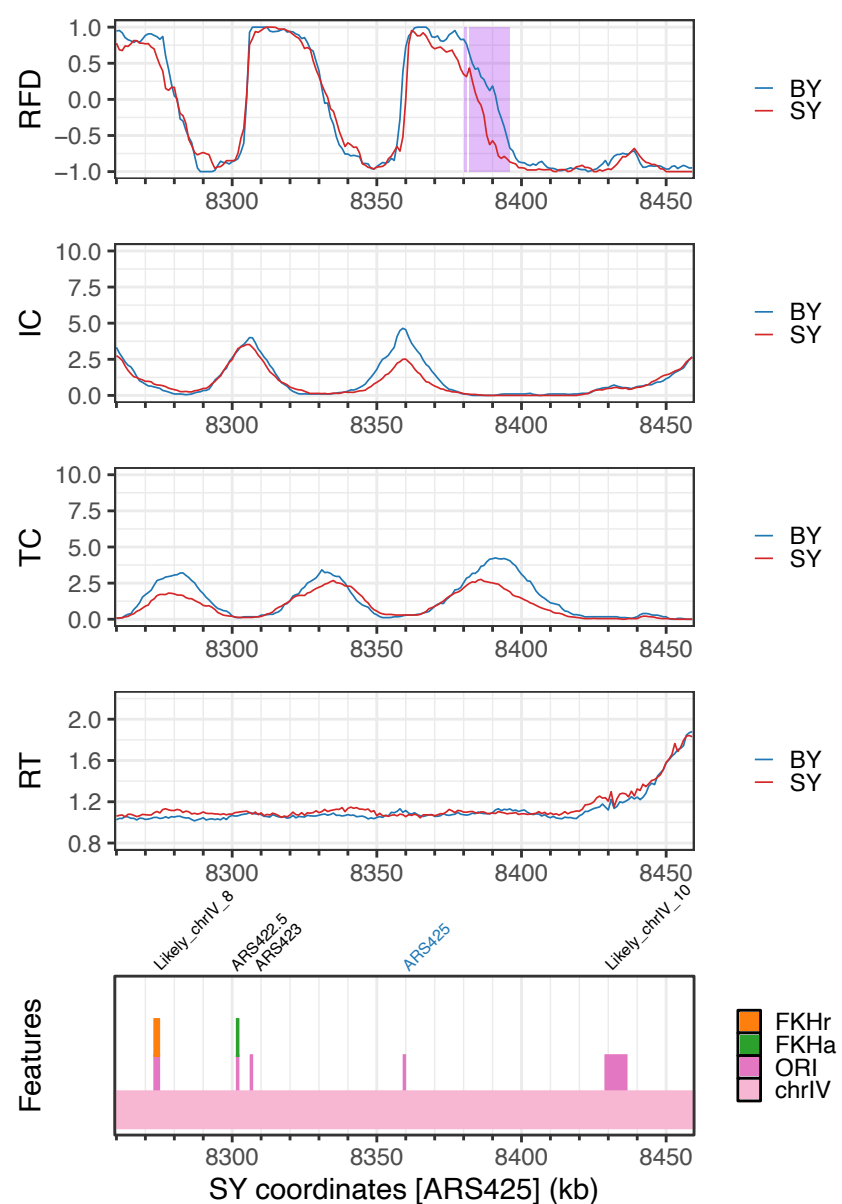 RFD
1.0
0.5
0.0
−0.5
−1.0
8300 8350 8400 8450
BY
SY
IC
10.0
7.5
5.0
2.5
0.0
8300 8350 8400 8450
BY
SY
TC
10.0
7.5
5.0
2.5
0.0
8300 8350 8400 8450
BY
SY
RT
2.0
1.6
1.2
0.8
8300 8350 8400 8450
BY
SY
Likely_chrIV_8
ARS422.5
ARS423
ARS425
Likely_chrIV_10
Features
FKHr
FKHa
ORI
chrIV
8300 8350 8400 8450
SY coordinates [ARS425] (kb)